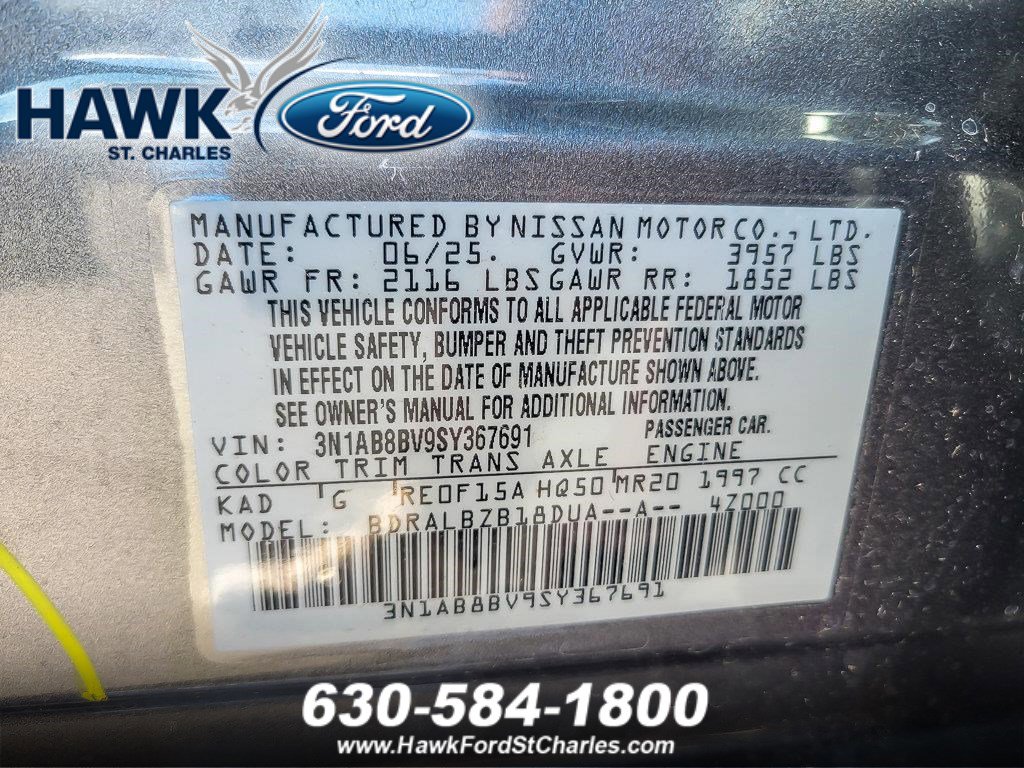 HAWK
ST. CHARLES
Ford
MANUFACTURED BY NISSAN MOTOR CO., LTD.
DATE: 06/25. GVWR: 3957 LBS
GAWR FR: 2116 LBS GAWR RR: 1852 LBS
THIS VEHICLE CONFORMS TO ALL APPLICABLE FEDERAL MOTOR
VEHICLE SAFETY, BUMPER AND THEFT PREVENTION STANDARDS
IN EFFECT ON THE DATE OF MANUFACTURE SHOWN ABOVE.
SEE OWNER'S MANUAL FOR ADDITIONAL INFORMATION.
VIN: 3N1AB8BV9SY367691 PASSENGER CAR.
COLOR TRIM TRANS AXLE ENGINE
KAD G RE0F15A HQ50 MR20 1997 CC
MODEL: BDRALBZB18DUA--A-- 4Z000
3N1AB8BV9SY367691
630-584-1800
www.HawkFordStCharles.com